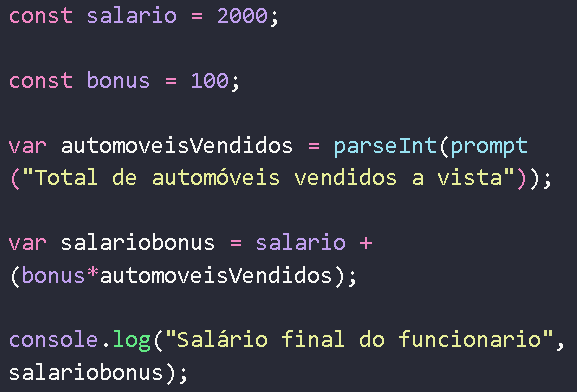 const salario = 2000;
const bonus = 100;
var automoveisVendidos = parseInt(prompt
("Total de automóveis vendidos a vista"));
var salariobonus = salario +
(bonus*automoveisVendidos);
console.log("Salário final do funcionario",
salariobonus);